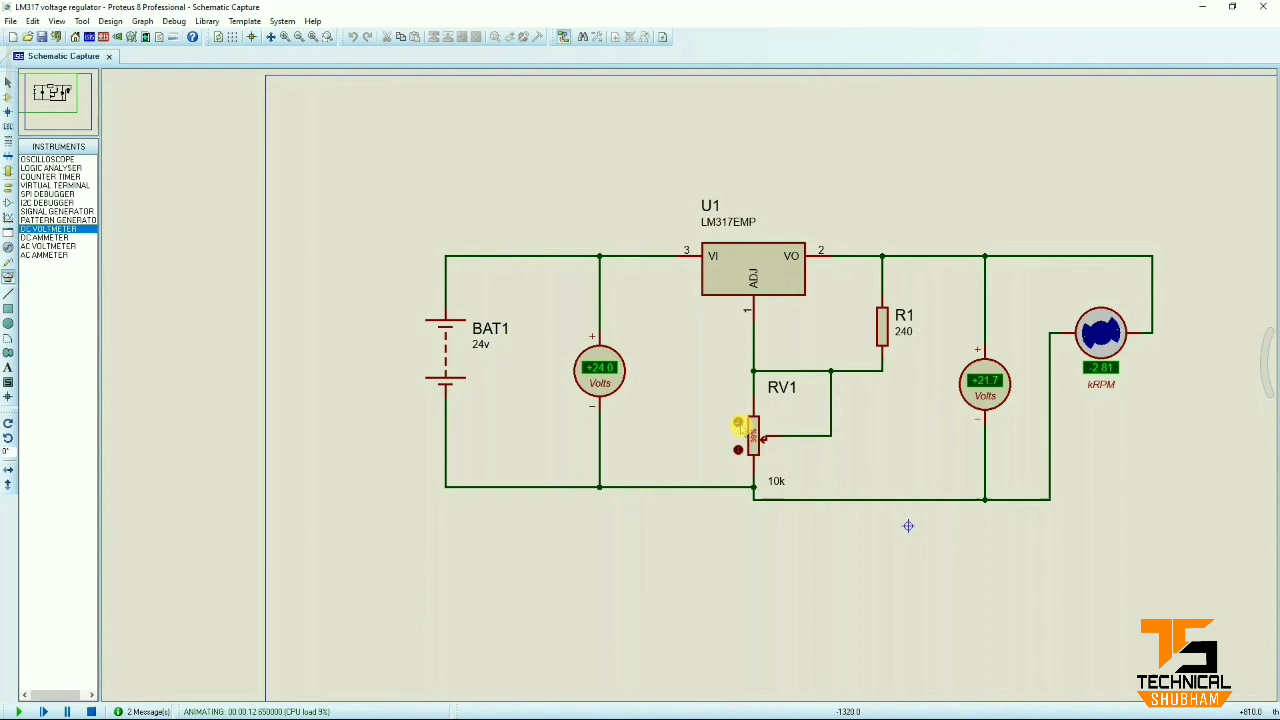 LM317 voltage regulator - Proteus 8 Professional - Schematic Capture
File Edit View Tool Design Graph Debug Library Template System Help
Schematic Capture
INSTRUMENTS
OSCILLOSCOPE
LOGIC ANALYSER
COUNTER TIMER
VIRTUAL TERMINAL
SPI DEBUGGER
I2C DEBUGGER
SIGNAL GENERATOR
PATTERN GENERATO
DC VOLTMETER
DC AMMETER
AC VOLTMETER
AC AMMETER
U1
LM317EMP
3 VI VO 2
ADJ
1
BAT1
24v
+24.0
Volts
R1
240
RV1
39%
10k
+21.7
Volts
-2.81
kRPM
0°
TECHNICAL
SHUBHAM
2 Message(s) ANIMATING: 00:00:12.650000 (CPU load 9%) -1320.0 +810.0 th